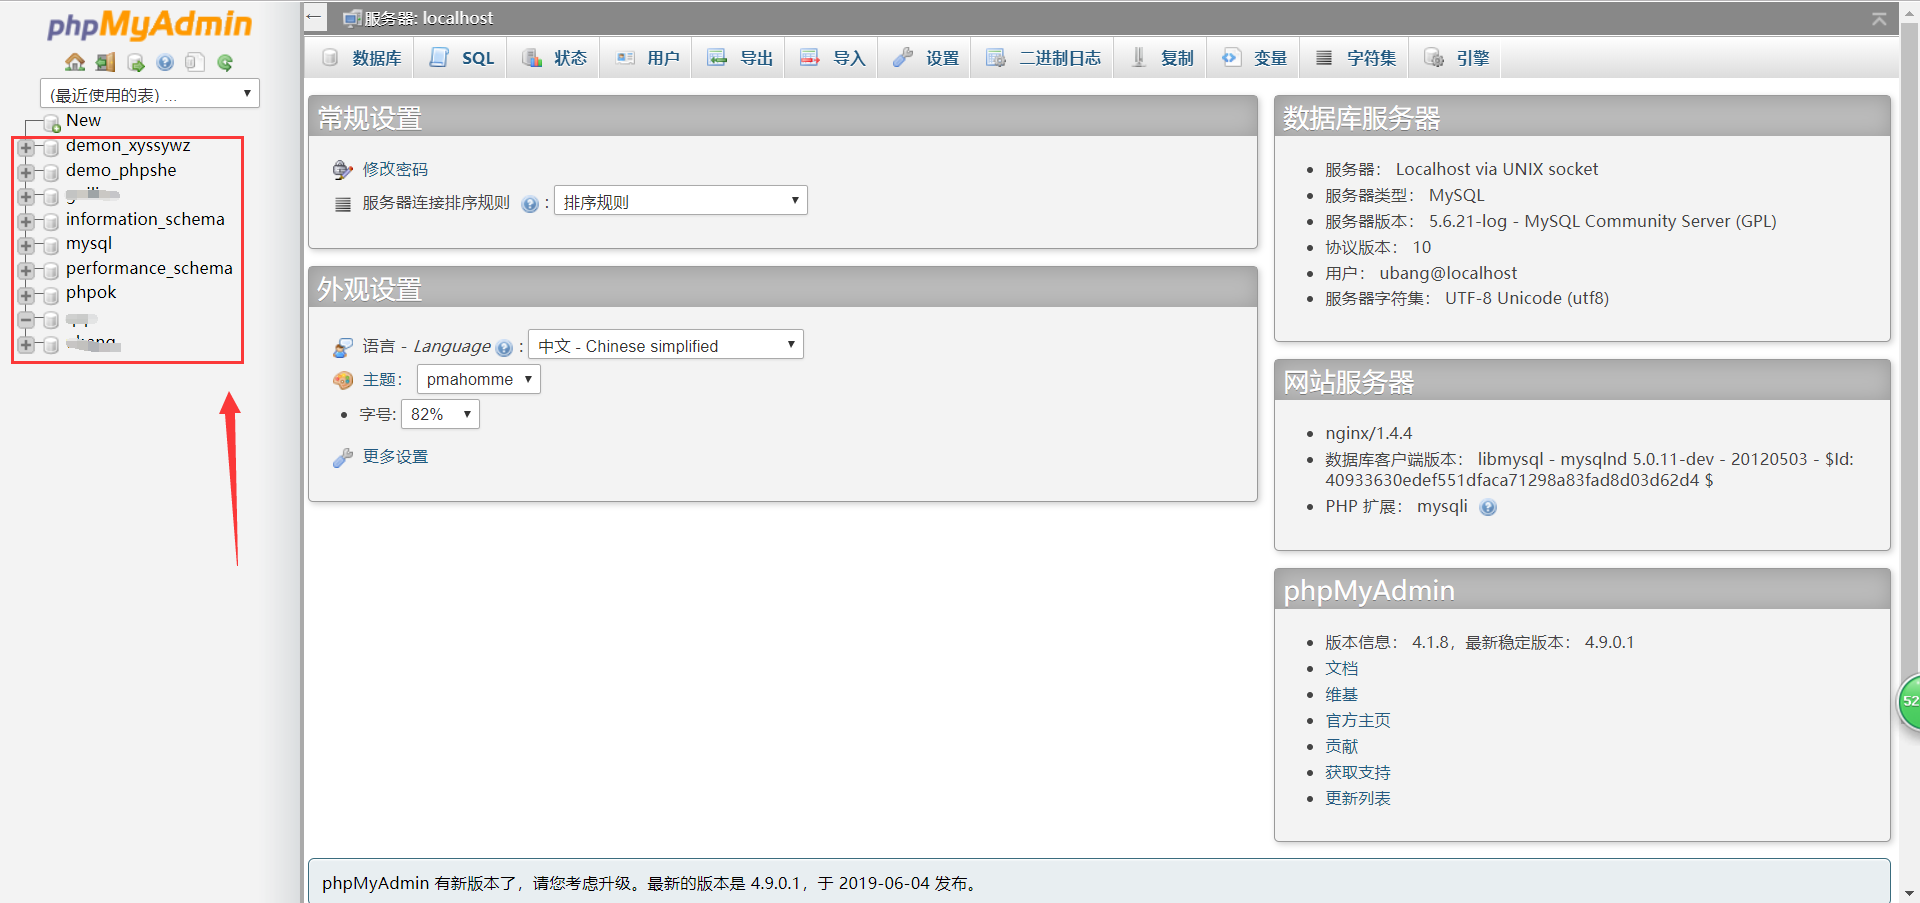 phpMyAdmin
(最近使用的表) ...
New
demon_xyssywz
demo_phpshe
information_schema
mysql
performance_schema
phpok
服务器: localhost
数据库
SQL
状态
用户
导出
导入
设置
二进制日志
复制
变量
字符集
引擎
常规设置
修改密码
服务器连接排序规则 : 排序规则
外观设置
语言 - Language : 中文 - Chinese simplified
主题: pmahomme
字号: 82%
更多设置
数据库服务器
服务器: Localhost via UNIX socket
服务器类型: MySQL
服务器版本: 5.6.21-log - MySQL Community Server (GPL)
协议版本: 10
用户: ubang@localhost
服务器字符集: UTF-8 Unicode (utf8)
网站服务器
nginx/1.4.4
数据库客户端版本: libmysql - mysqlnd 5.0.11-dev - 20120503 - $Id:
40933630edef551dfaca71298a83fad8d03d62d4 $
PHP 扩展: mysqli
phpMyAdmin
版本信息: 4.1.8，最新稳定版本: 4.9.0.1
文档
维基
官方主页
贡献
获取支持
更新列表
52
phpMyAdmin 有新版本了，请您考虑升级。最新的版本是 4.9.0.1，于 2019-06-04 发布。